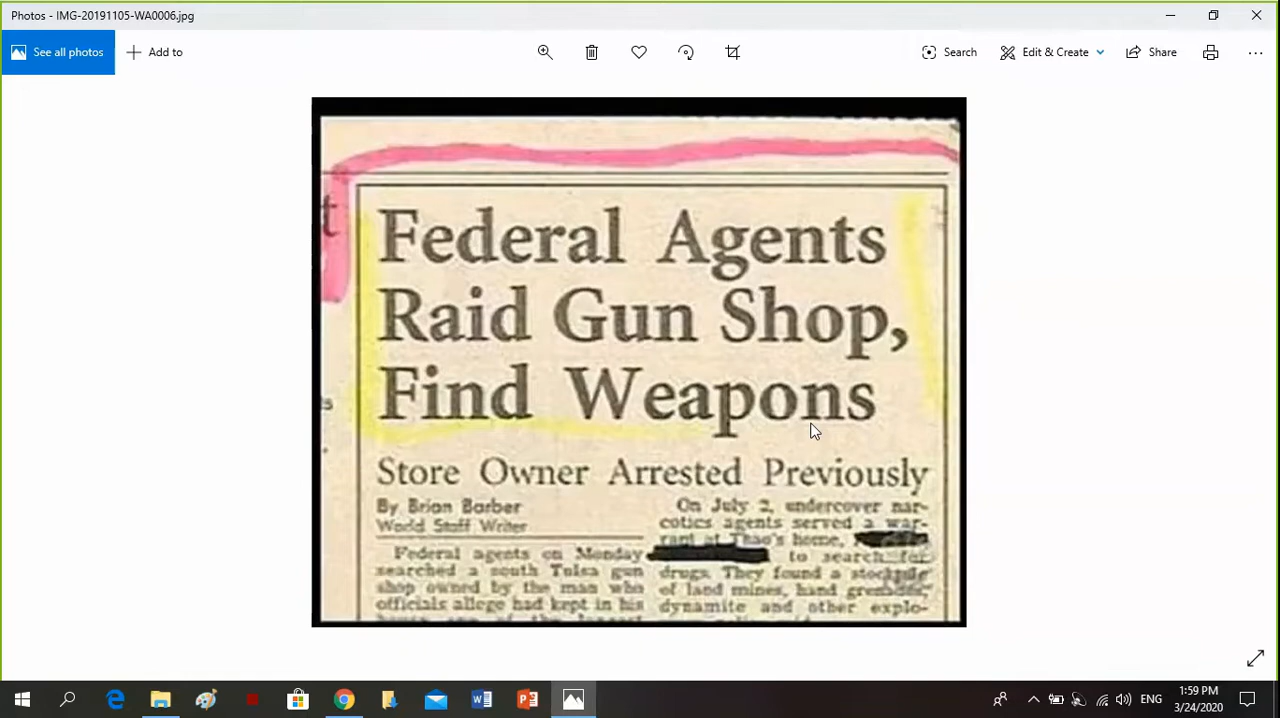 Photos - IMG-20191105-WA0006.jpg
See all photos
Add to
Search
Edit & Create
Share
t
Federal Agents
Raid Gun Shop,
Find Weapons
Store Owner Arrested Previously
By Brian Barber
World Staff Writer
Federal agents on Monday
searched a south Tulsa gun
shop owned by the man who
officials allege had kept in his
On July 2, undercover nar-
cotics agents served a war-
rant at Thao's home,
to search for
drugs. They found a stockpile
of land mines, hand grenades,
dynamite and other explo-
ENG
1:59 PM
3/24/2020